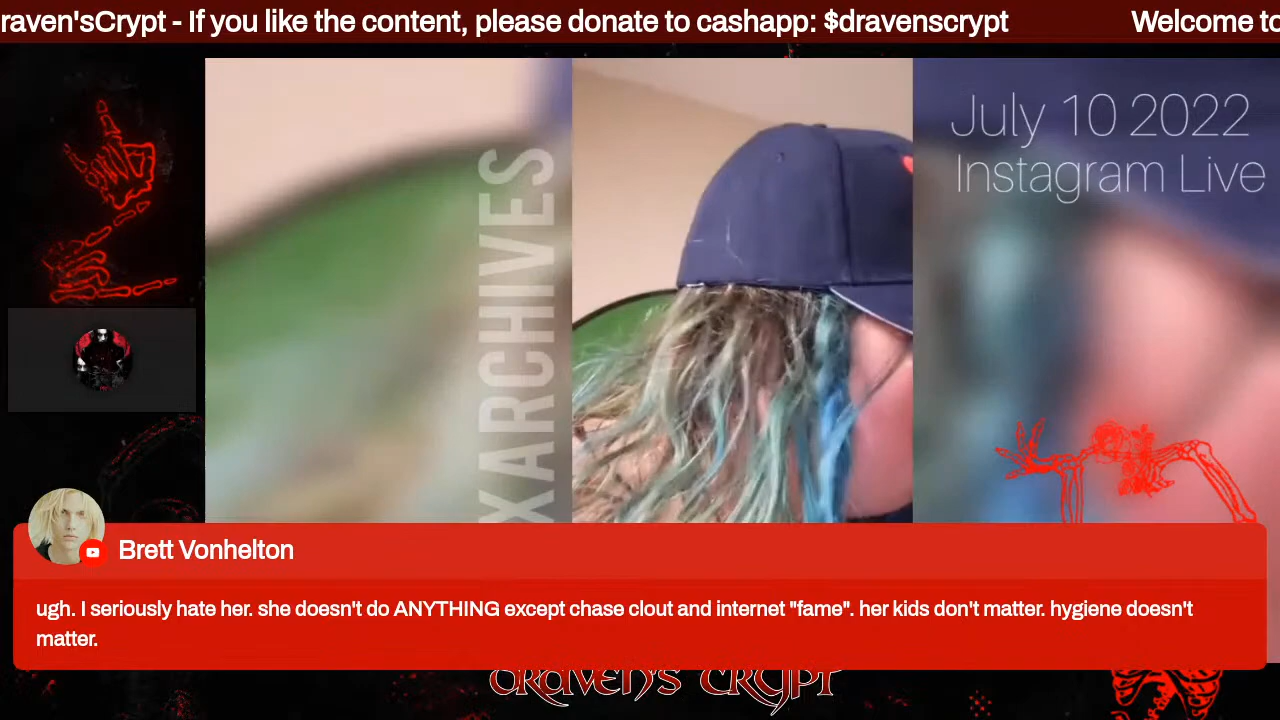 raven'sCrypt - If you like the content, please donate to cashapp: $dravenscrypt Welcome to
July 10 2022
Instagram Live
XARCHIVES
Brett Vonhelton
ugh. I seriously hate her. she doesn't do ANYTHING except chase clout and internet "fame". her kids don't matter. hygiene doesn't
matter.
draven's crypt